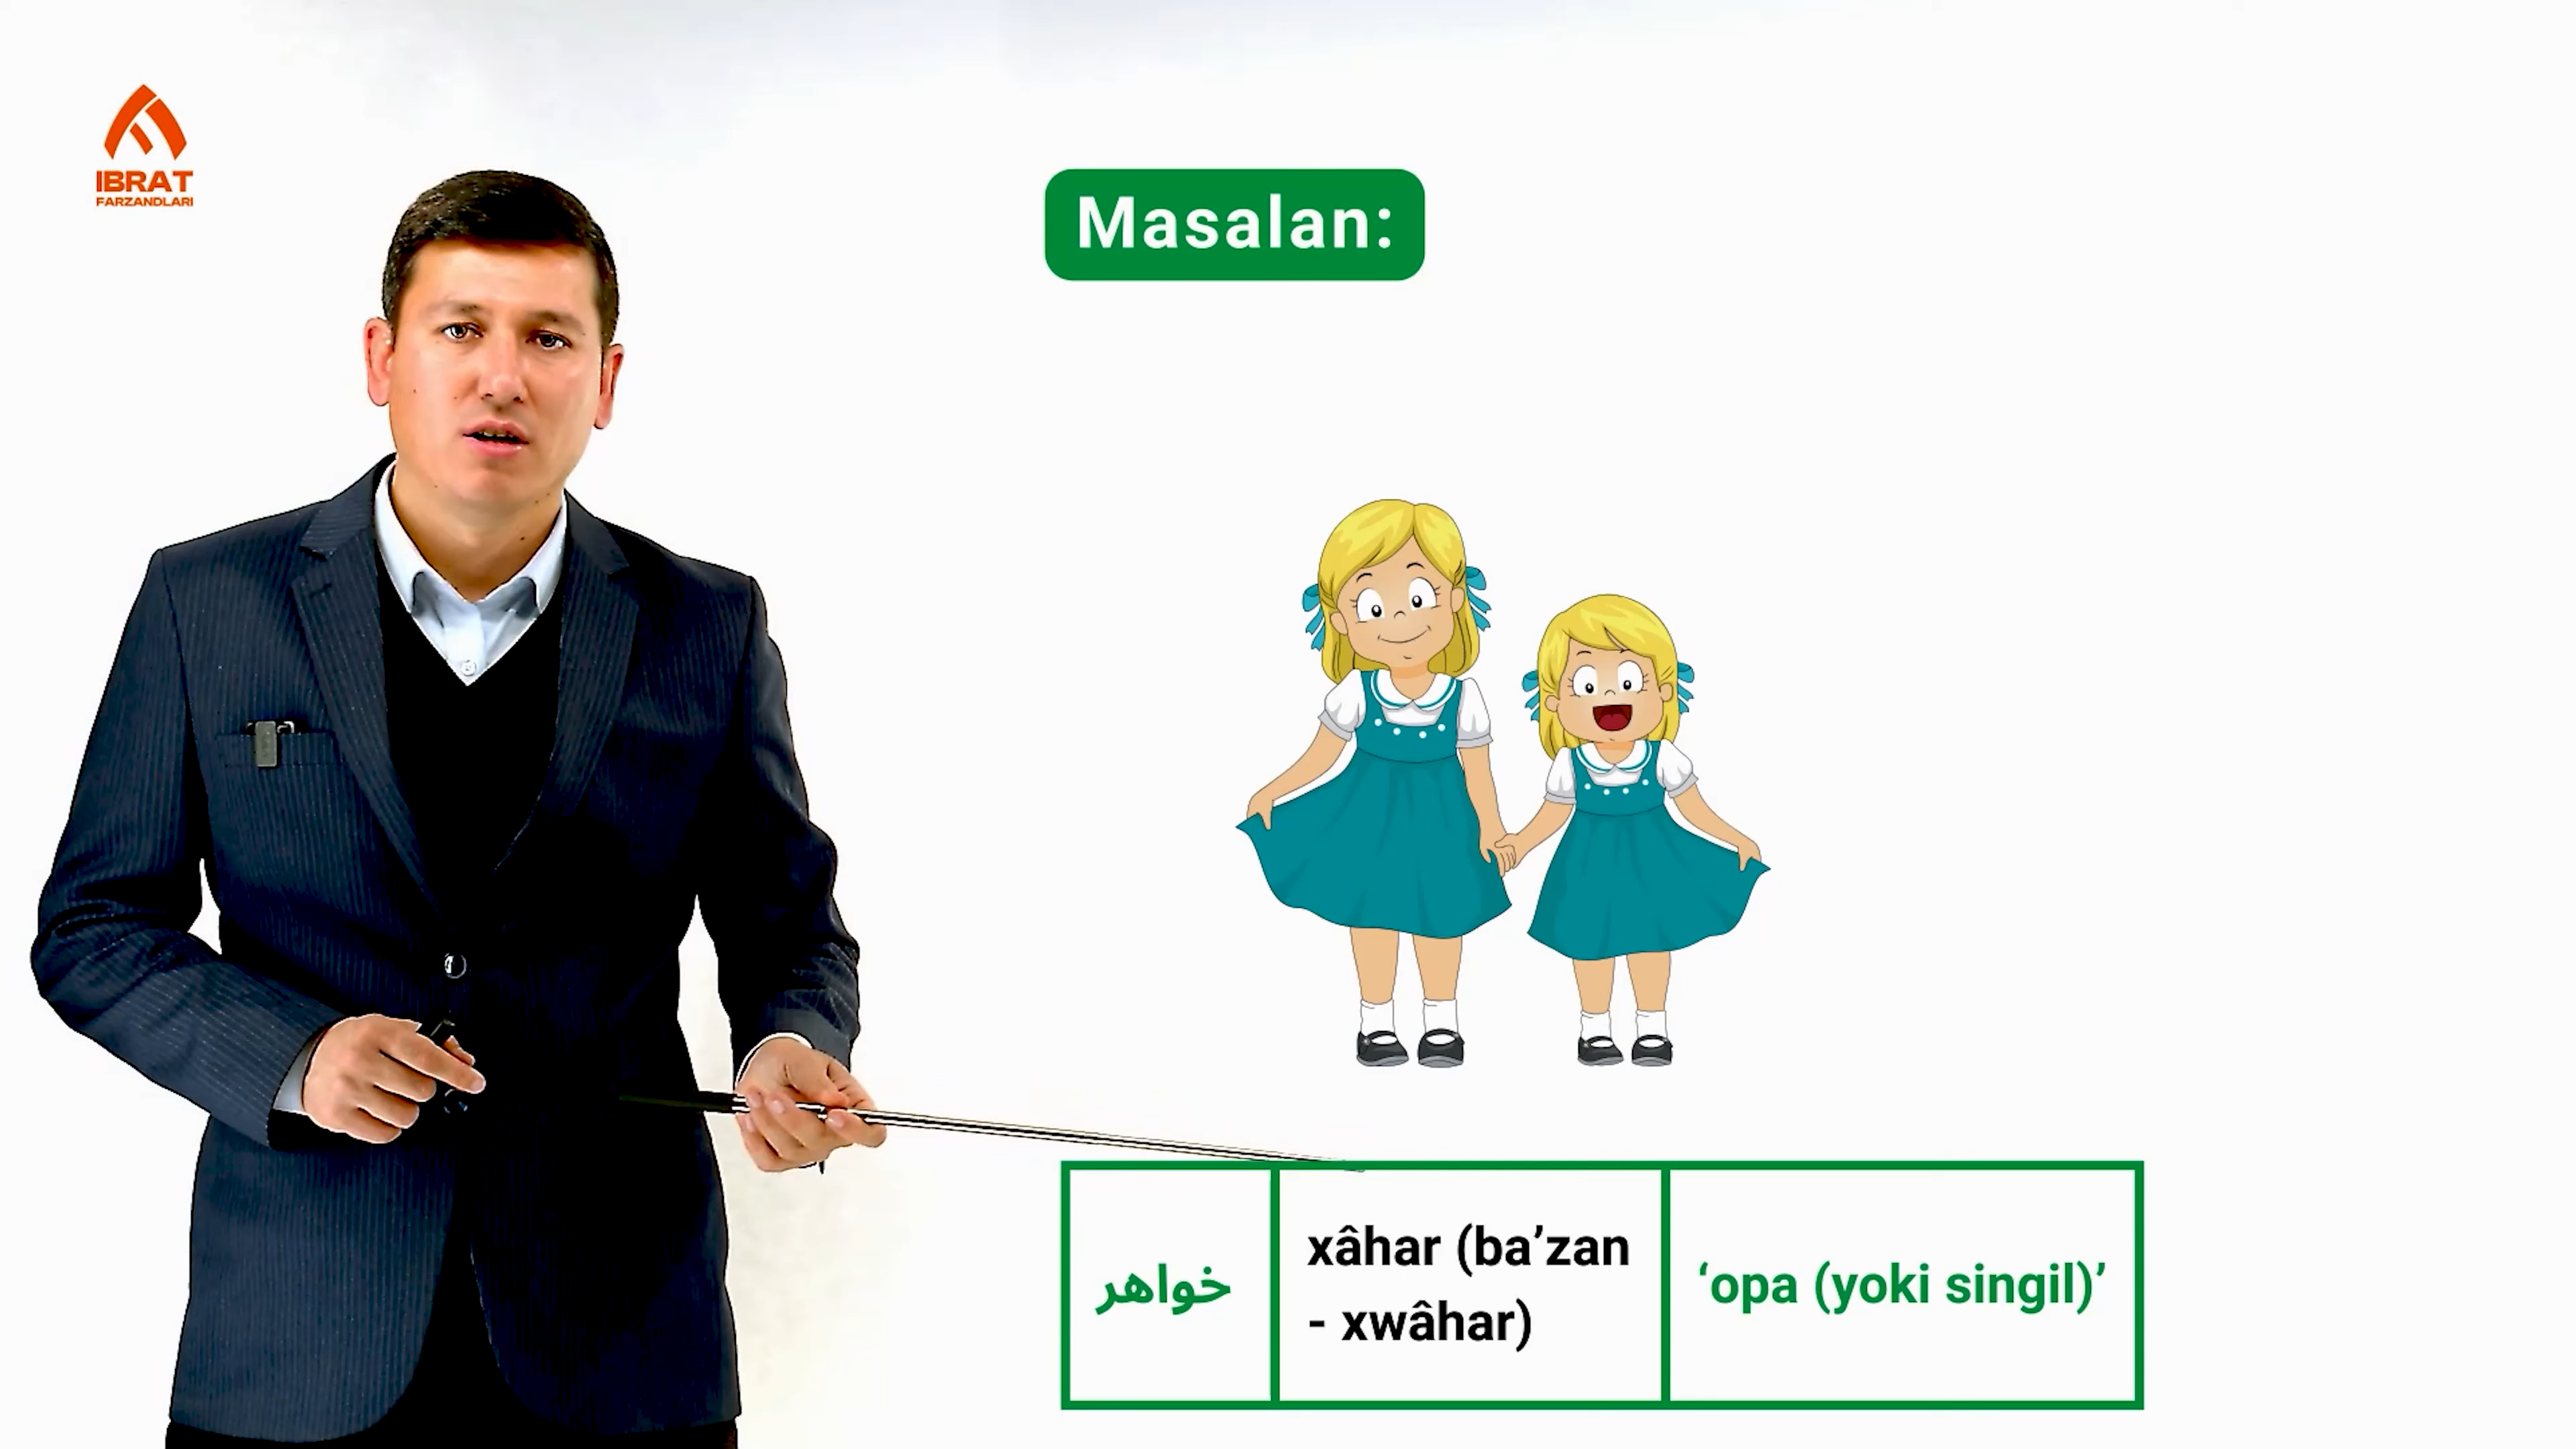 IBRAT
FARZANDLARI
Masalan:
خواهر
xâhar (ba’zan
- xwâhar)
‘opa (yoki singil)’